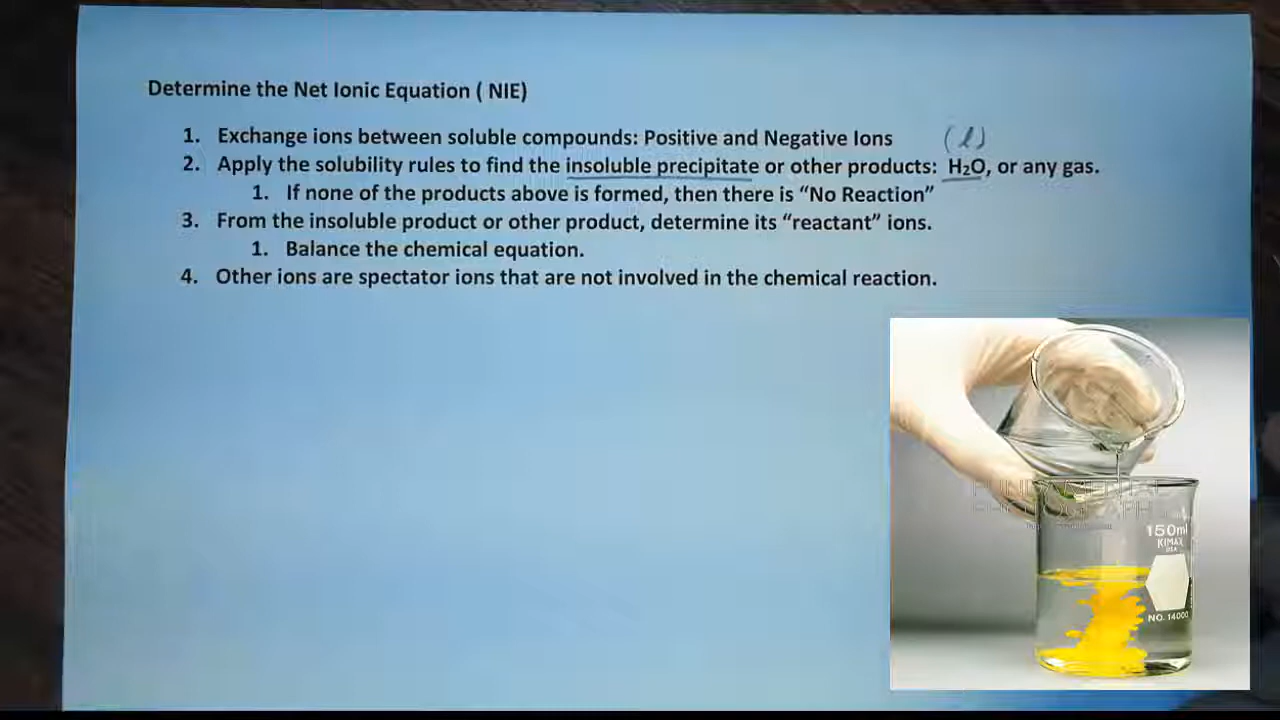 Determine the Net Ionic Equation ( NIE)
1. Exchange ions between soluble compounds: Positive and Negative Ions (l)
2. Apply the solubility rules to find the insoluble precipitate or other products: H₂O, or any gas.
1. If none of the products above is formed, then there is “No Reaction”
3. From the insoluble product or other product, determine its “reactant” ions.
1. Balance the chemical equation.
4. Other ions are spectator ions that are not involved in the chemical reaction.
150ml
KIMAX
USA
NO. 14000